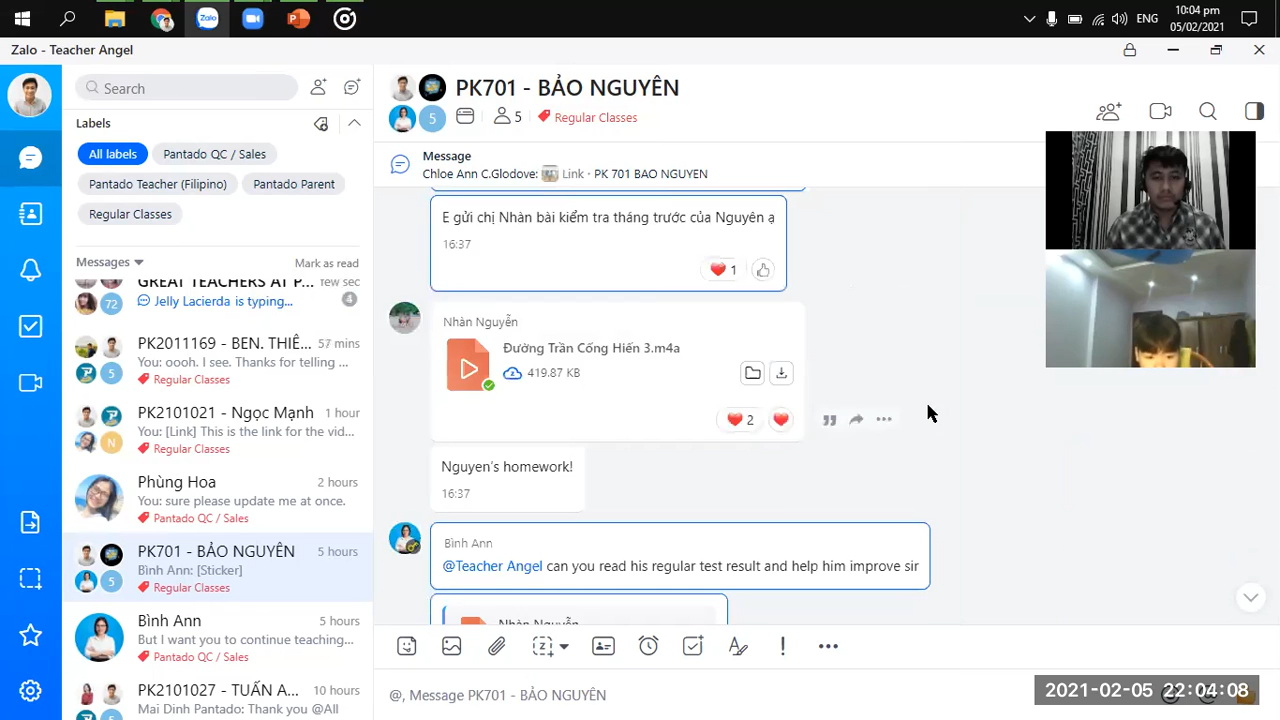 10:04 pm
ENG
05/02/2021
Zalo - Teacher Angel
Search
Labels
All labels
Pantado QC / Sales
Pantado Teacher (Filipino)
Pantado Parent
Regular Classes
Messages
Mark as read
GREAT TEACHERS AT P...
few sec
Jelly Lacierda is typing...
4
72
PK2011169 - BEN. THIÊ...
57 mins
You: oooh. I see. Thanks for telling ...
5
Regular Classes
PK2101021 - Ngọc Mạnh
1 hour
You: [Link] This is the link for the vid...
N
Regular Classes
Phùng Hoa
2 hours
You: sure please update me at once.
Pantado QC / Sales
PK701 - BẢO NGUYÊN
5 hours
Bình Ann: [Sticker]
5
Regular Classes
Bình Ann
5 hours
But I want you to continue teaching...
Pantado QC / Sales
PK2101027 - TUẤN A...
10 hours
Mai Dinh Pantado: Thank you @All
PK701 - BẢO NGUYÊN
5
5
Regular Classes
Message
Chloe Ann C.Glodove: Link · PK 701 BAO NGUYEN
E gửi chị Nhàn bài kiểm tra tháng trước của Nguyên ạ
16:37
1
Nhàn Nguyễn
Đường Trần Cống Hiến 3.m4a
419.87 KB
2
Nguyen's homework!
16:37
Bình Ann
@Teacher Angel can you read his regular test result and help him improve sir
Nhàn Nguyễn
@, Message PK701 - BẢO NGUYÊN
2021-02-05 22:04:08